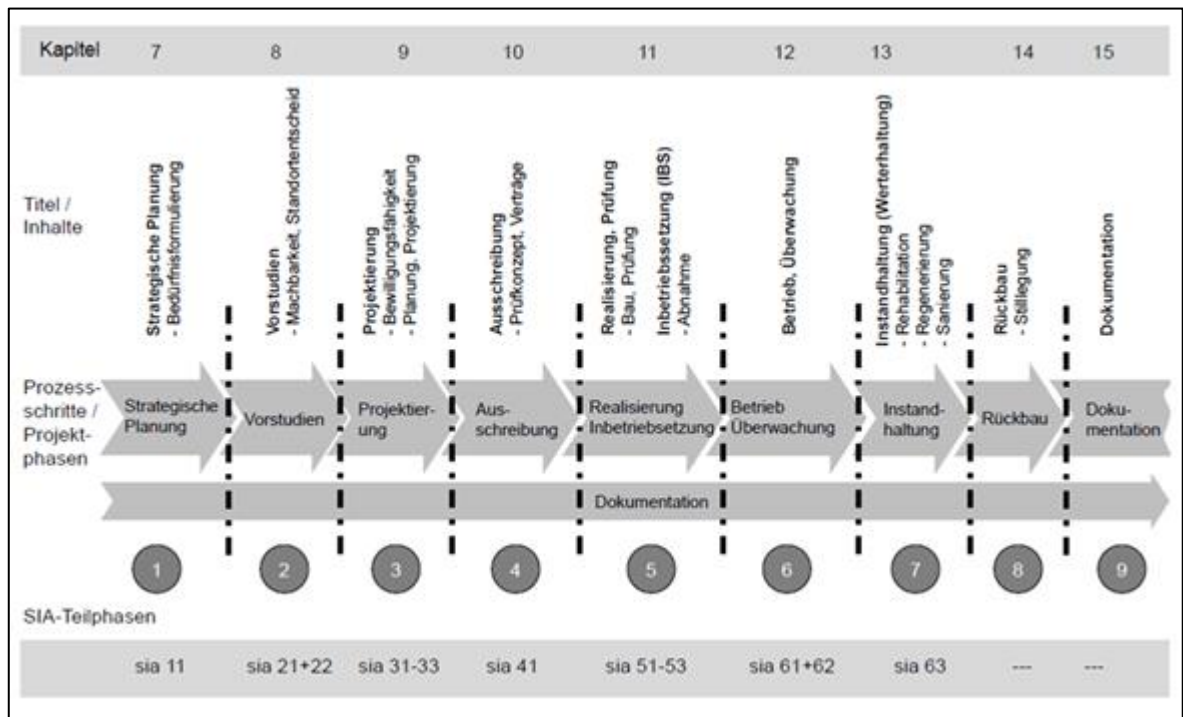 Kapitel 7 8 9 10 11 12 13 14 15
Titel /
Inhalte
Strategische Planung
- Bedürfnisformulierung
Vorstudien
- Machbarkeit, Standortentscheid
Projektierung
- Bewilligungsfähigkeit
- Planung, Projektierung
Ausschreibung
- Prüfkonzept, Verträge
Realisierung, Prüfung
- Bau, Prüfung
Inbetriebssetzung (IBS)
- Abnahme
Betrieb, Überwachung
Instandhaltung (Werterhaltung)
- Rehabilitation
- Regenerierung
- Sanierung
Rückbau
- Stilllegung
Dokumentation
Prozess-
schritte /
Projekt-
phasen
Strategische
Planung
Vorstudien
Projektier-
ung
Aus-
schreibung
Realisierung
Inbetriebsetzung
Betrieb
Überwachung
Instand-
haltung
Rückbau
Doku-
mentation
Dokumentation
1 2 3 4 5 6 7 8 9
SIA-Teilphasen
sia 11 sia 21+22 sia 31-33 sia 41 sia 51-53 sia 61+62 sia 63 --- ---